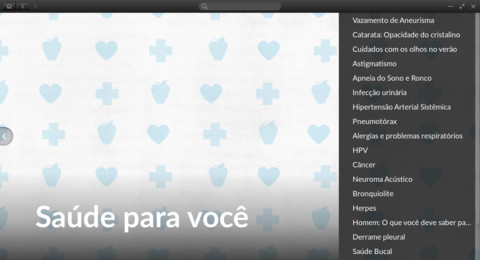 Vazamento de Aneurisma
Catarata: Opacidade do cristalino
Cuidados com os olhos no verão
Astigmatismo
Apneia do Sono e Ronco
Infecção urinária
Hipertensão Arterial Sistêmica
Pneumotórax
Alergias e problemas respiratórios
HPV
Câncer
Neuroma Acústico
Bronquiolite
Herpes
Homem: O que você deve saber pa...
Derrame pleural
Saúde Bucal
Saúde para você